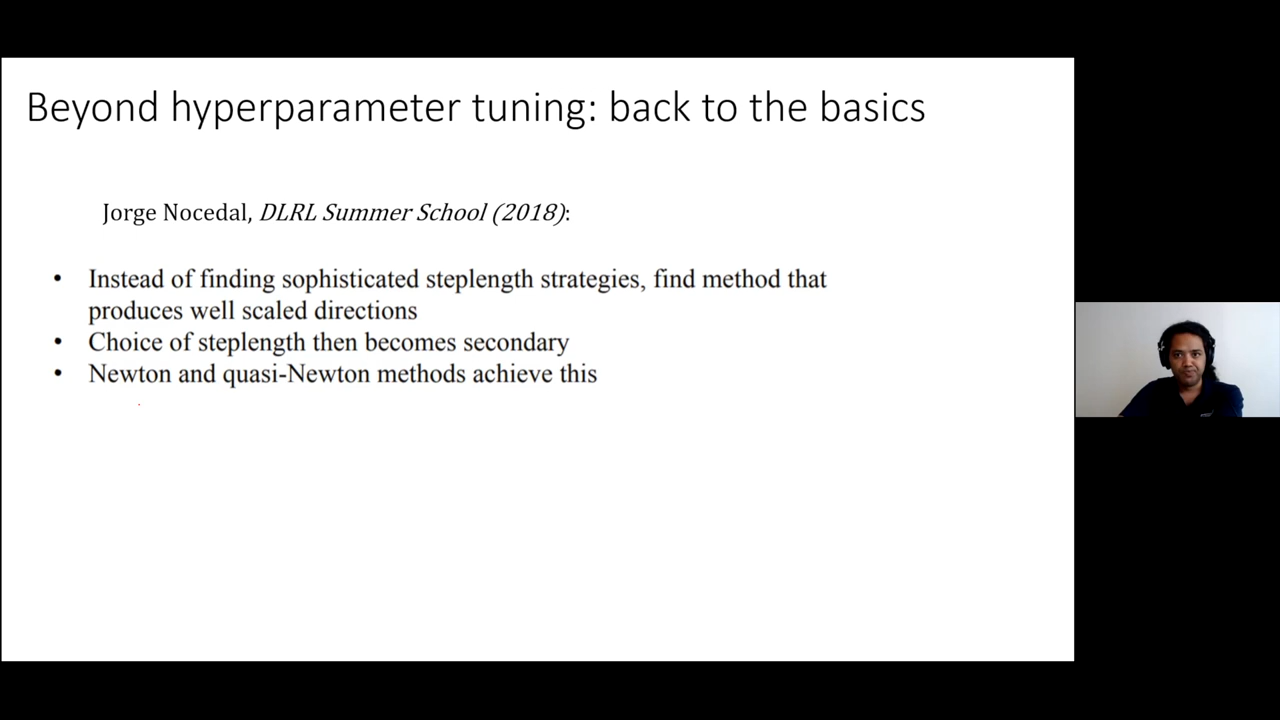 Beyond hyperparameter tuning: back to the basics
Jorge Nocedal, DLRL Summer School (2018):
• Instead of finding sophisticated steplength strategies, find method that
produces well scaled directions
• Choice of steplength then becomes secondary
• Newton and quasi-Newton methods achieve this